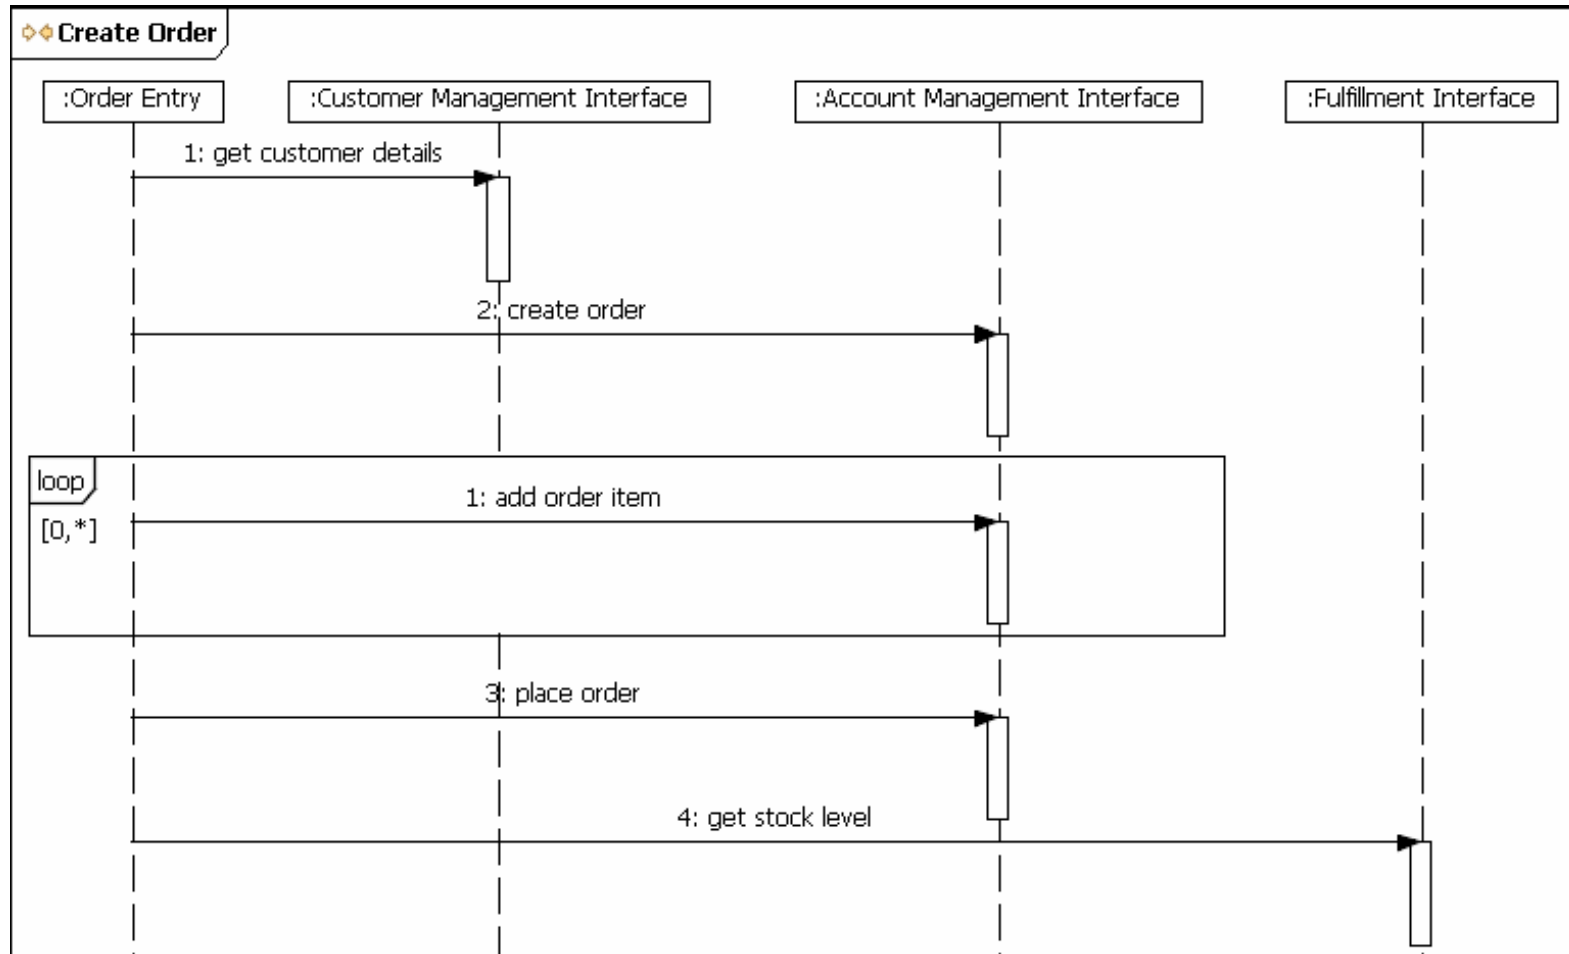 Create Order
:Order Entry
:Customer Management Interface
:Account Management Interface
:Fulfillment Interface
1: get customer details
2: create order
loop
1: add order item
[0,*]
3: place order
4: get stock level